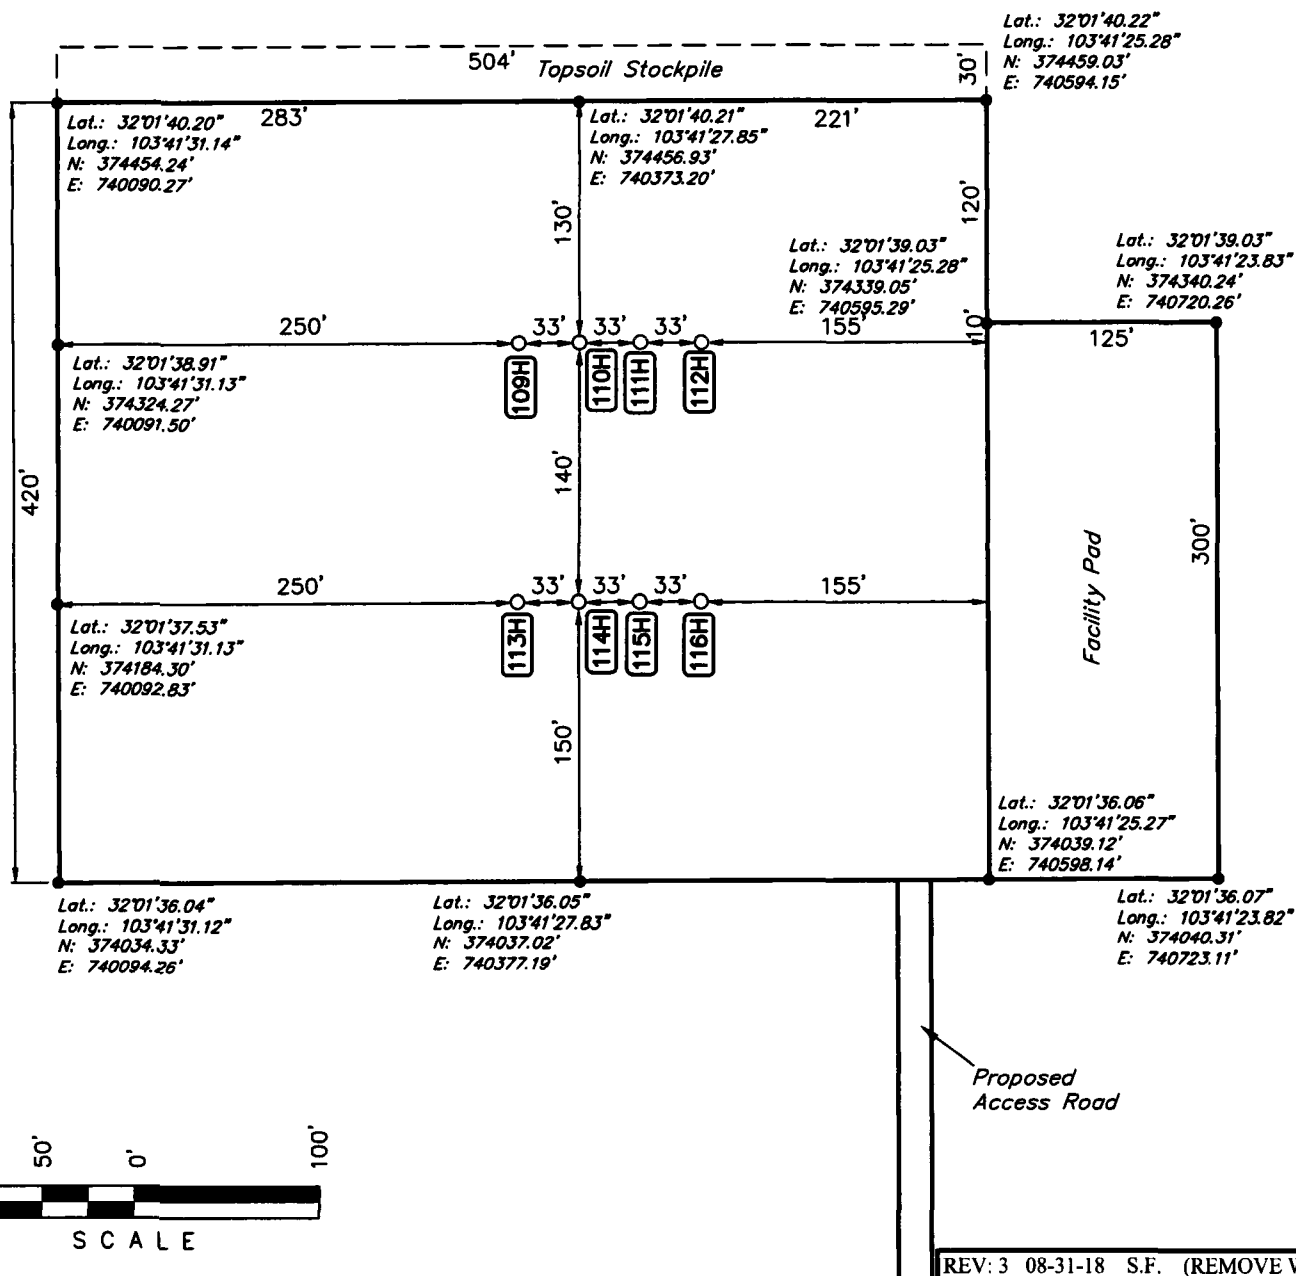 Lat.: 32°01'40.22"
Long.: 103°41'25.28"
N: 374459.03'
E: 740594.15'
504'
Topsoil Stockpile
30'
Lat.: 32°01'40.20"
Long.: 103°41'31.14"
N: 374454.24'
E: 740090.27'
283'
Lat.: 32°01'40.21"
Long.: 103°41'27.85"
N: 374456.93'
E: 740373.20'
221'
130'
120'
Lat.: 32°01'39.03"
Long.: 103°41'25.28"
N: 374339.05'
E: 740595.29'
Lat.: 32°01'39.03"
Long.: 103°41'23.83"
N: 374340.24'
E: 740720.26'
250'
33'
33'
33'
155'
10'
125'
Lat.: 32°01'38.91"
Long.: 103°41'31.13"
N: 374324.27'
E: 740091.50'
109H
110H
111H
112H
420'
140'
300'
Facility Pad
250'
33'
33'
33'
155'
Lat.: 32°01'37.53"
Long.: 103°41'31.13"
N: 374184.30'
E: 740092.83'
113H
114H
115H
116H
150'
Lat.: 32°01'36.06"
Long.: 103°41'25.27"
N: 374039.12'
E: 740598.14'
Lat.: 32°01'36.04"
Long.: 103°41'31.12"
N: 374034.33'
E: 740094.26'
Lat.: 32°01'36.05"
Long.: 103°41'27.83"
N: 374037.02'
E: 740377.19'
Lat.: 32°01'36.07"
Long.: 103°41'23.82"
N: 374040.31'
E: 740723.11'
Proposed
Access Road
50'
0'
100'
SCALE
REV: 3 08-31-18 S.F. (REMOVE